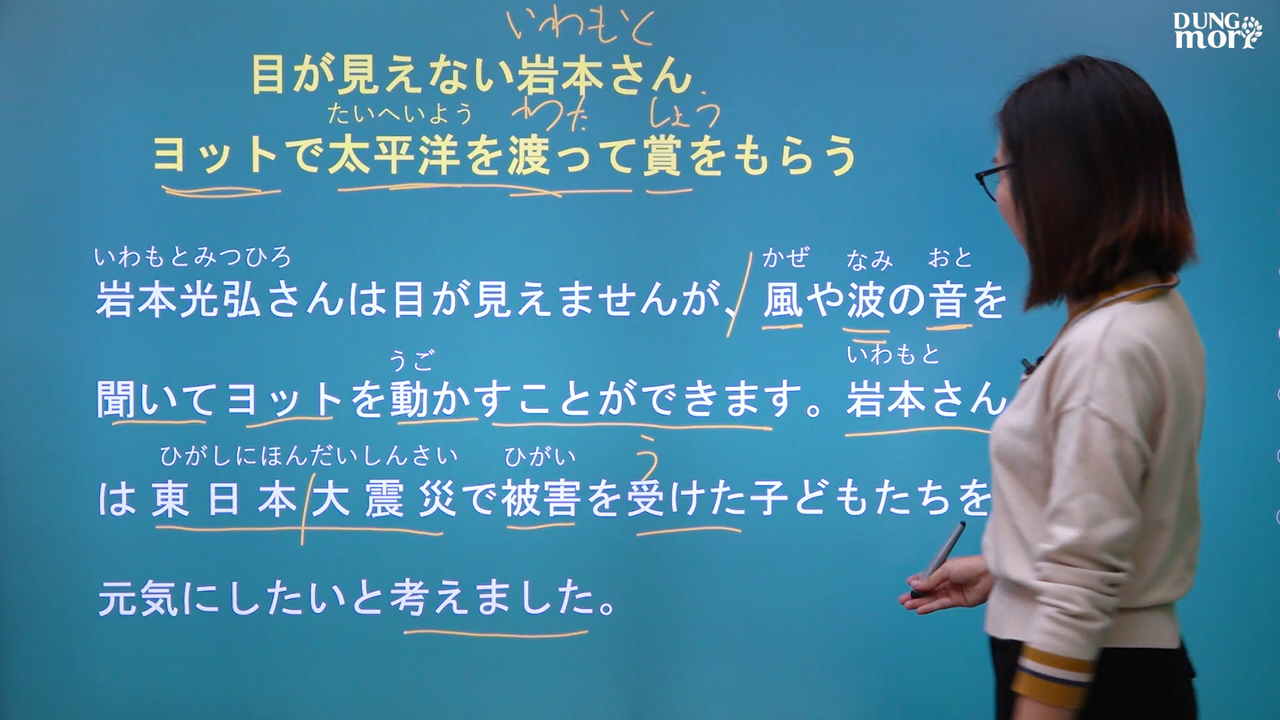 DUNG
mori
いわもと
目が見えない岩本さん
たいへいよう わた しょう
ヨットで太平洋を渡って賞をもらう
いわもとみつひろ かぜ なみ おと
岩本光弘さんは目が見えませんが、風や波の音を
うご いわもと
聞いてヨットを動かすことができます。岩本さん
ひがしにほんだいしんさい ひがい う
は東日本大震災で被害を受けた子どもたちを
元気にしたいと考えました。